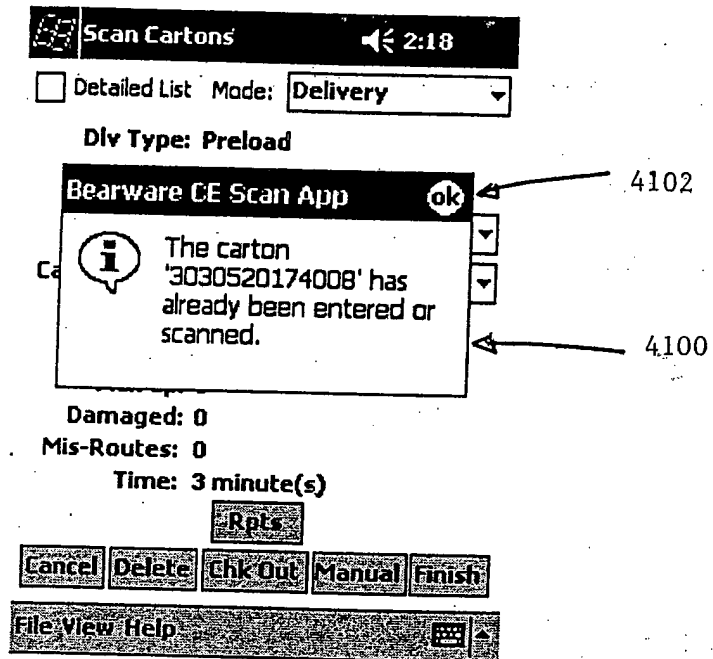 Scan Cartons 2:18
Detailed List Mode: Delivery
Dlv Type: Preload
Bearware CE Scan App ok
4102
The carton
'3030520174008' has
already been entered or
scanned.
Ca
4100
Damaged: 0
Mis-Routes: 0
Time: 3 minute(s)
Rpts
Cancel Delete Chk Out Manual Finish
File View Help